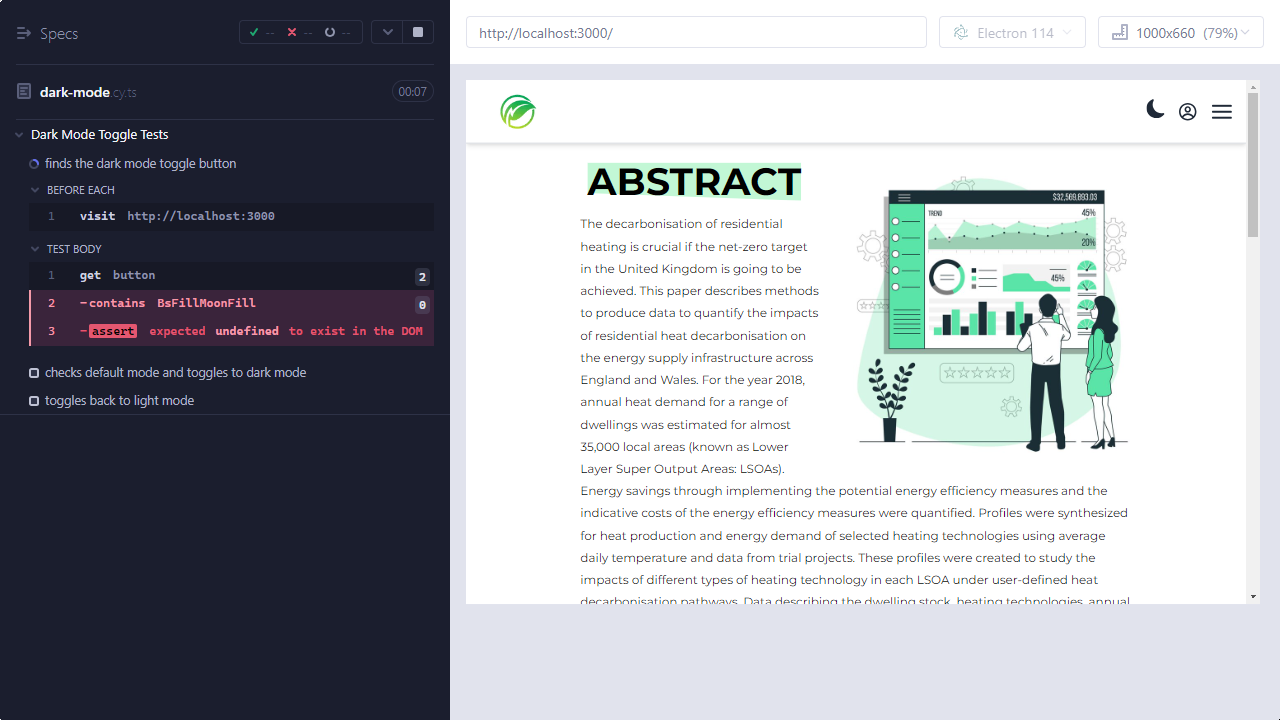 Specs
--
--
--
http://localhost:3000/
Electron 114
1000x660 (79%)
dark-mode.cy.ts
00:07
Dark Mode Toggle Tests
finds the dark mode toggle button
BEFORE EACH
1 visit http://localhost:3000
TEST BODY
1 get button 2
2 -contains BsFillMoonFill 0
3 -assert expected undefined to exist in the DOM
checks default mode and toggles to dark mode
toggles back to light mode
ABSTRACT
The decarbonisation of residential
heating is crucial if the net-zero target
in the United Kingdom is going to be
achieved. This paper describes methods
to produce data to quantify the impacts
of residential heat decarbonisation on
the energy supply infrastructure across
England and Wales. For the year 2018,
annual heat demand for a range of
dwellings was estimated for almost
35,000 local areas (known as Lower
Layer Super Output Areas: LSOAs).
Energy savings through implementing the potential energy efficiency measures and the
indicative costs of the energy efficiency measures were quantified. Profiles were synthesized
for heat production and energy demand of selected heating technologies using average
daily temperature and data from trial projects. These profiles were created to study the
impacts of different types of heating technology in each LSOA under user-defined heat
decarbonisation pathways. Data describing the dwelling stock, heating technologies, annual
$32,569,893.03
TREND
45%
20%
45%